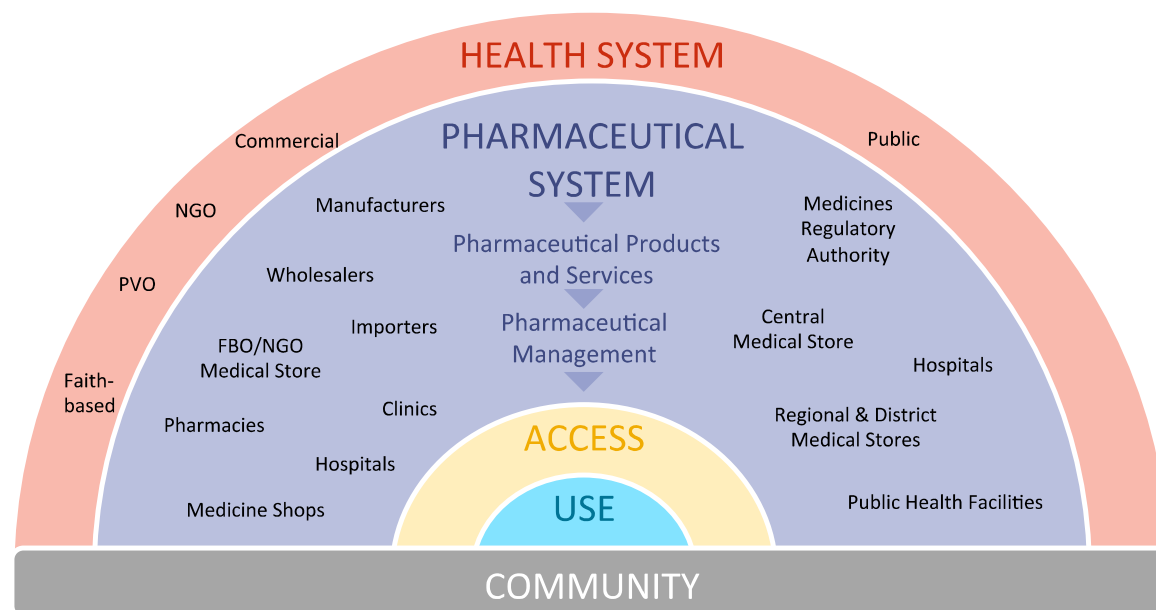 HEALTH SYSTEM
Commercial
NGO
PVO
Faith-
based
Public
PHARMACEUTICAL
SYSTEM
Pharmaceutical Products
and Services
Pharmaceutical
Management
Manufacturers
Wholesalers
Importers
FBO/NGO
Medical Store
Clinics
Pharmacies
Hospitals
Medicine Shops
Medicines
Regulatory
Authority
Central
Medical Store
Hospitals
Regional & District
Medical Stores
Public Health Facilities
ACCESS
USE
COMMUNITY